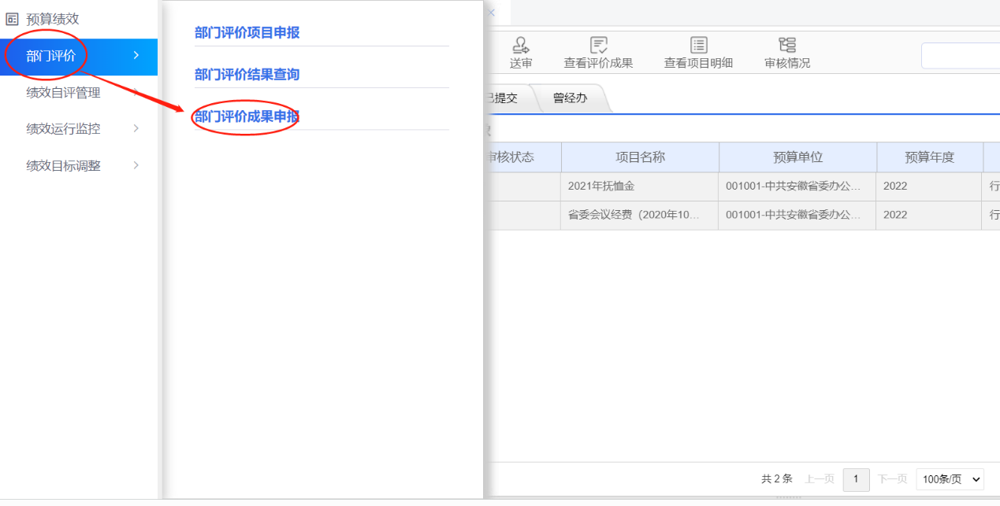 预算绩效
部门评价
绩效自评管理
绩效运行监控
绩效目标调整
部门评价项目申报
部门评价结果查询
部门评价成果申报
送审
查看评价成果
查看项目明细
审核情况
已提交
曾经办
审核状态
项目名称
预算单位
预算年度
2021年抚恤金
001001-中共安徽省委办公...
2022
行
省委会议经费（2020年10...
001001-中共安徽省委办公...
2022
行
共 2 条
上一页
1
下一页
100条/页